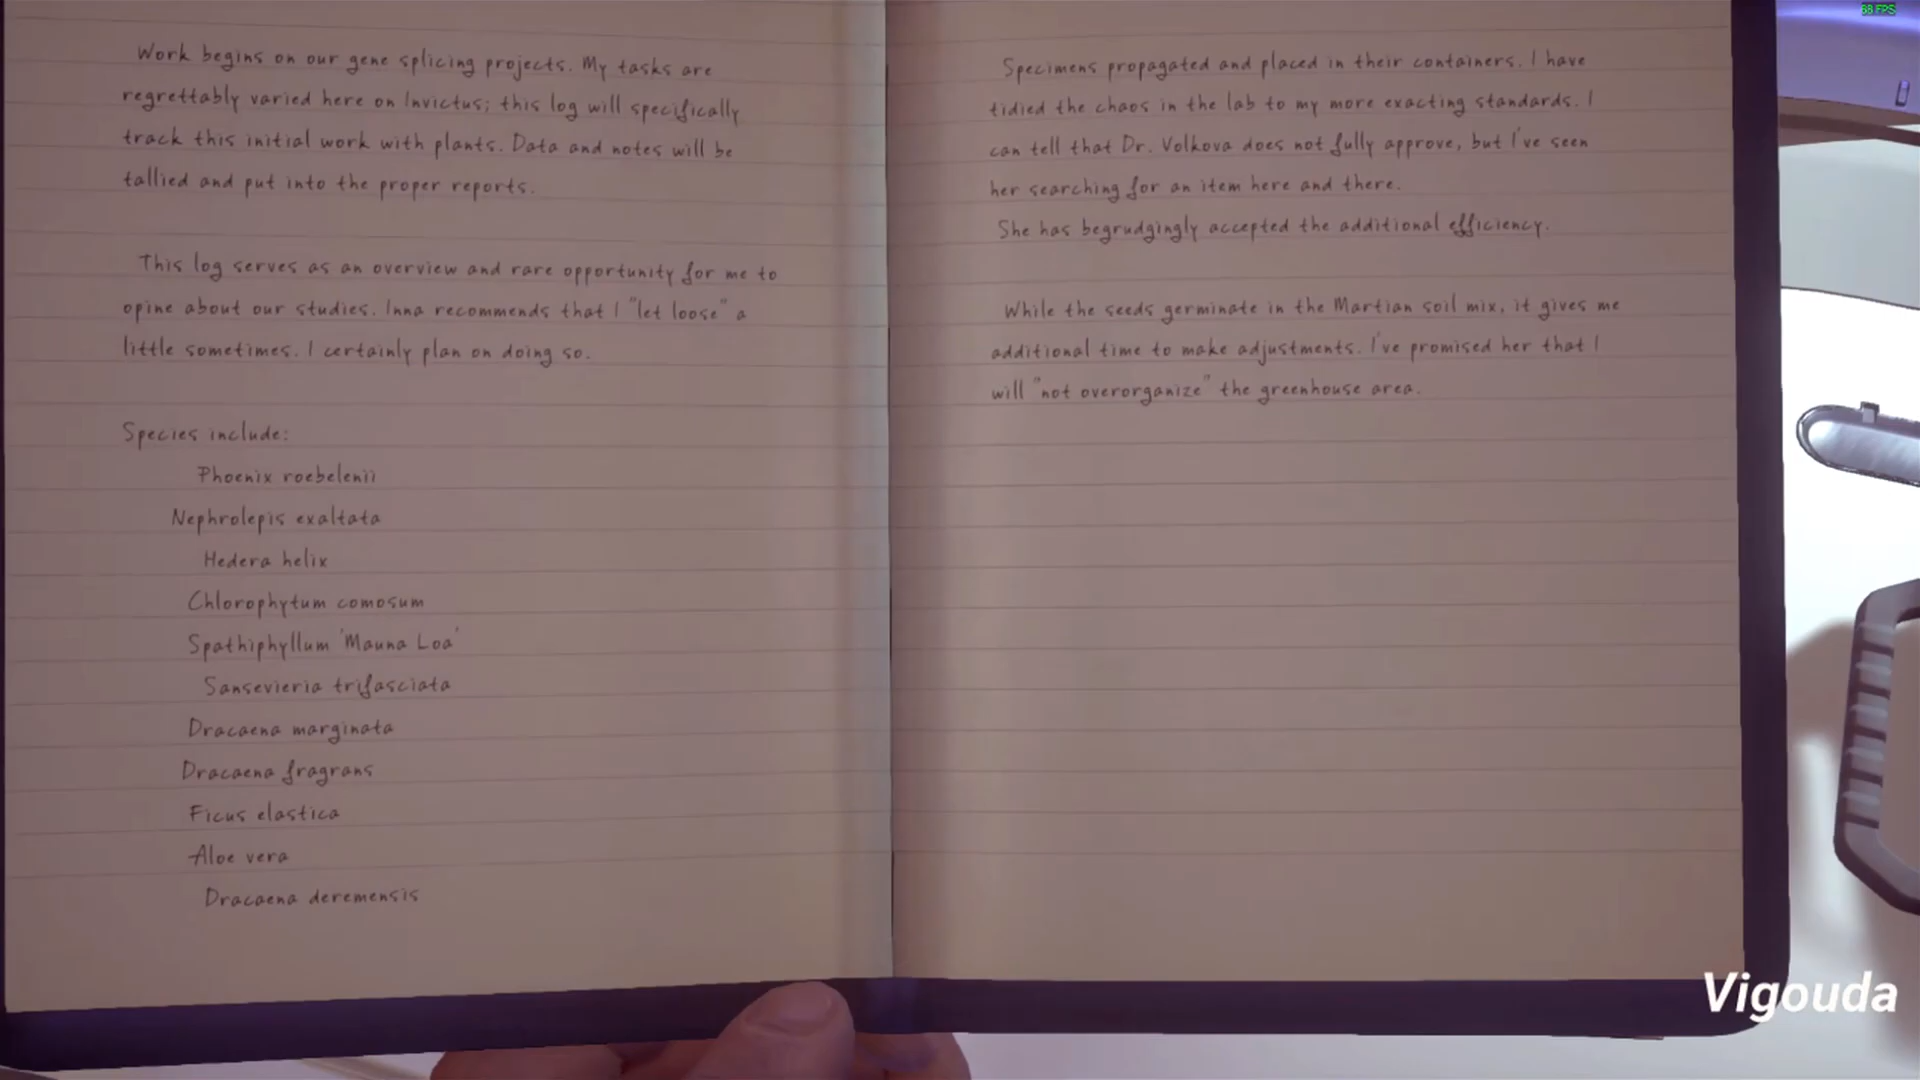 68 FPS
Work begins on our gene splicing projects. My tasks are
regrettably varied here on Invictus; this log will specifically
track this initial work with plants. Data and notes will be
tallied and put into the proper reports.
This log serves as an overview and rare opportunity for me to
opine about our studies. Inna recommends that I "let loose" a
little sometimes. I certainly plan on doing so.
Species include:
Phoenix roebelenii
Nephrolepis exaltata
Hedera helix
Chlorophytum comosum
Spathiphyllum 'Mauna Loa'
Sansevieria trifasciata
Dracaena marginata
Dracaena fragrans
Ficus elastica
Aloe vera
Dracaena deremensis
Specimens propagated and placed in their containers. I have
tidied the chaos in the lab to my more exacting standards. I
can tell that Dr. Volkova does not fully approve, but I've seen
her searching for an item here and there.
She has begrudgingly accepted the additional efficiency.
While the seeds germinate in the Martian soil mix, it gives me
additional time to make adjustments. I've promised her that I
will "not overorganize" the greenhouse area.
Vigouda